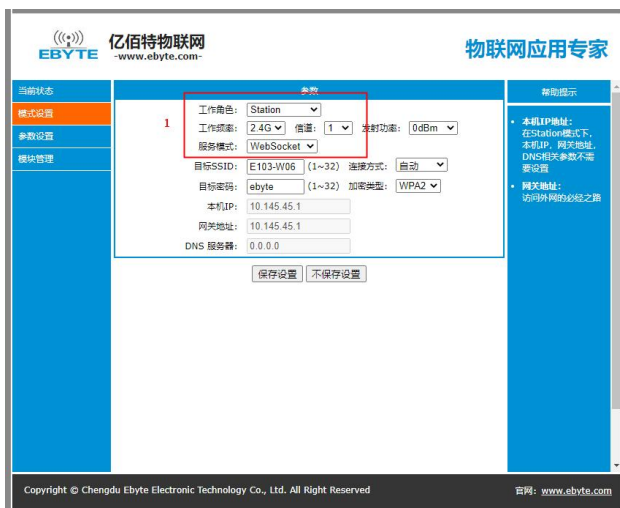 EBYTE
亿佰特物联网
-www.ebyte.com-
物联网应用专家
当前状态
模式设置
参数设置
模块管理
参数
1
工作角色: Station
工作频率: 2.4G 信道: 1 发射功率: 0dBm
服务模式: WebSocket
目标SSID: E103-W06 (1~32) 连接方式: 自动
目标密码: ebyte (1~32) 加密类型: WPA2
本机IP: 10.145.45.1
网关地址: 10.145.45.1
DNS 服务器: 0.0.0.0
保存设置 不保存设置
帮助提示
• 本机IP地址:
在Station模式下,
本机IP, 网关地址,
DNS相关参数不需
要设置
• 网关地址:
访问外网的必经之路
Copyright © Chengdu Ebyte Electronic Technology Co., Ltd. All Right Reserved
官网: www.ebyte.com